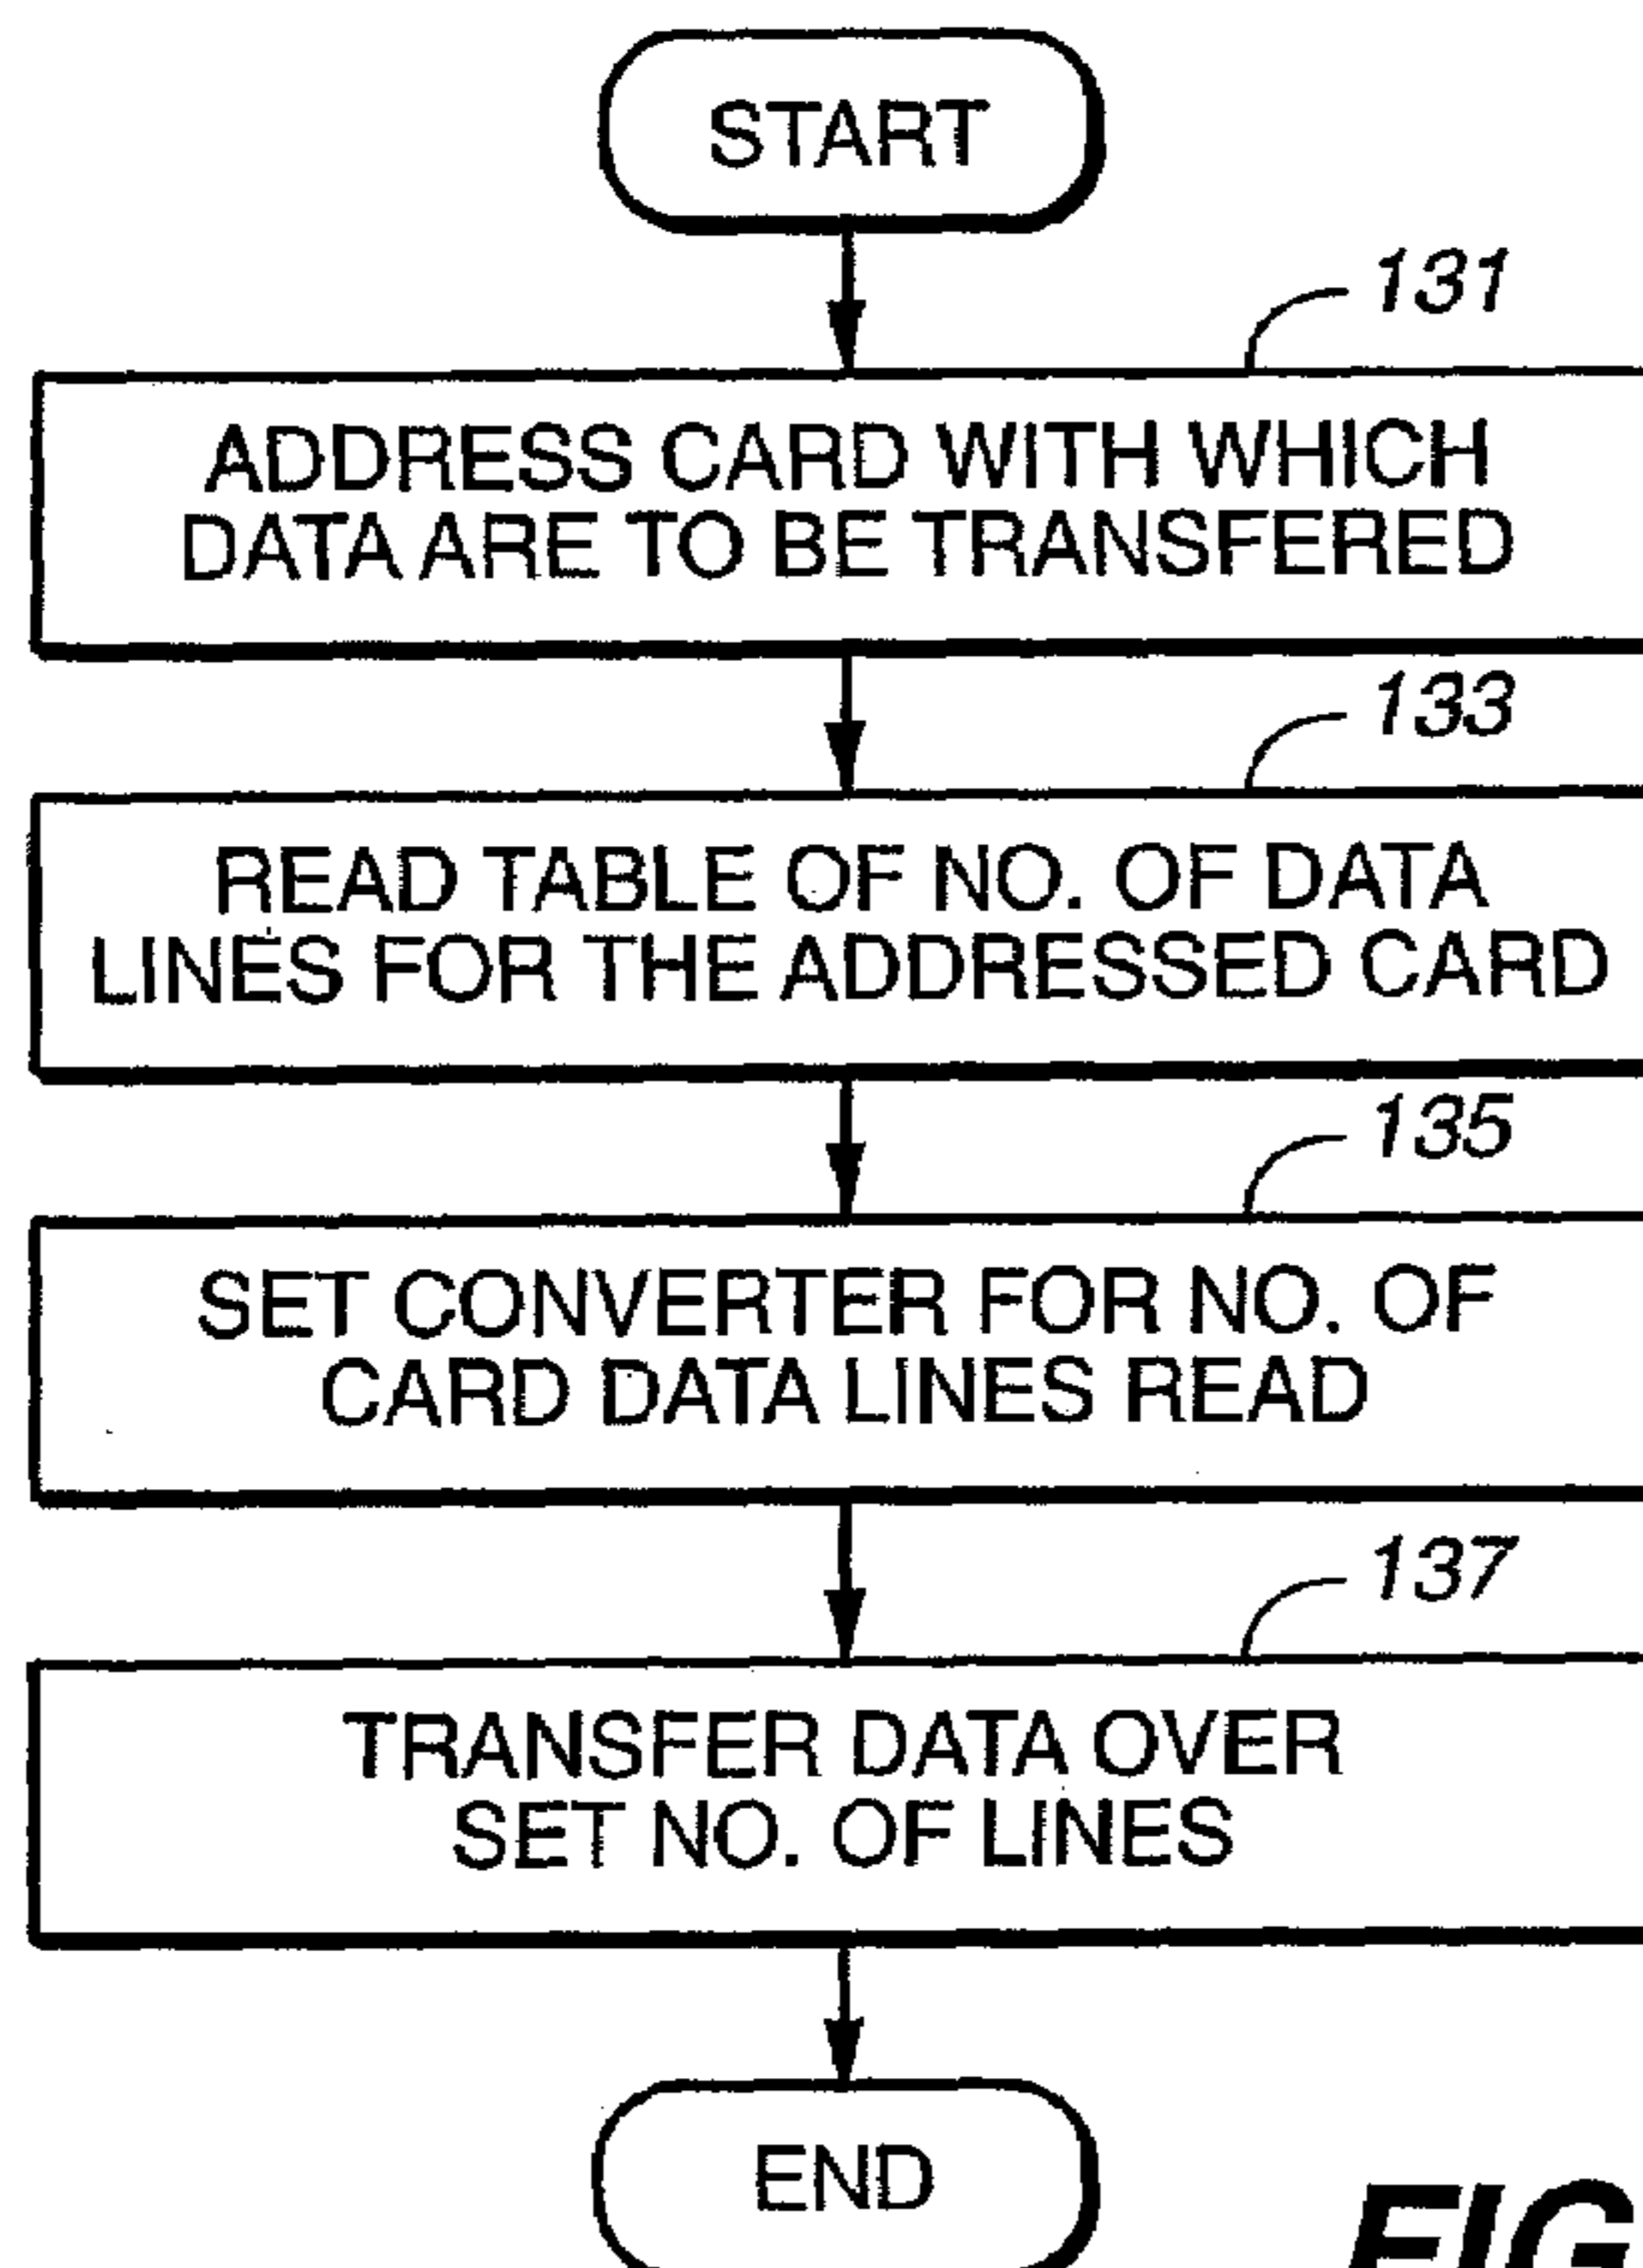 START
131
ADDRESS CARD WITH WHICH
DATA ARE TO BE TRANSFERED
133
READ TABLE OF NO. OF DATA
LINES FOR THE ADDRESSED CARD
135
SET CONVERTER FOR NO. OF
CARD DATA LINES READ
137
TRANSFER DATA OVER
SET NO. OF LINES
END
FIG